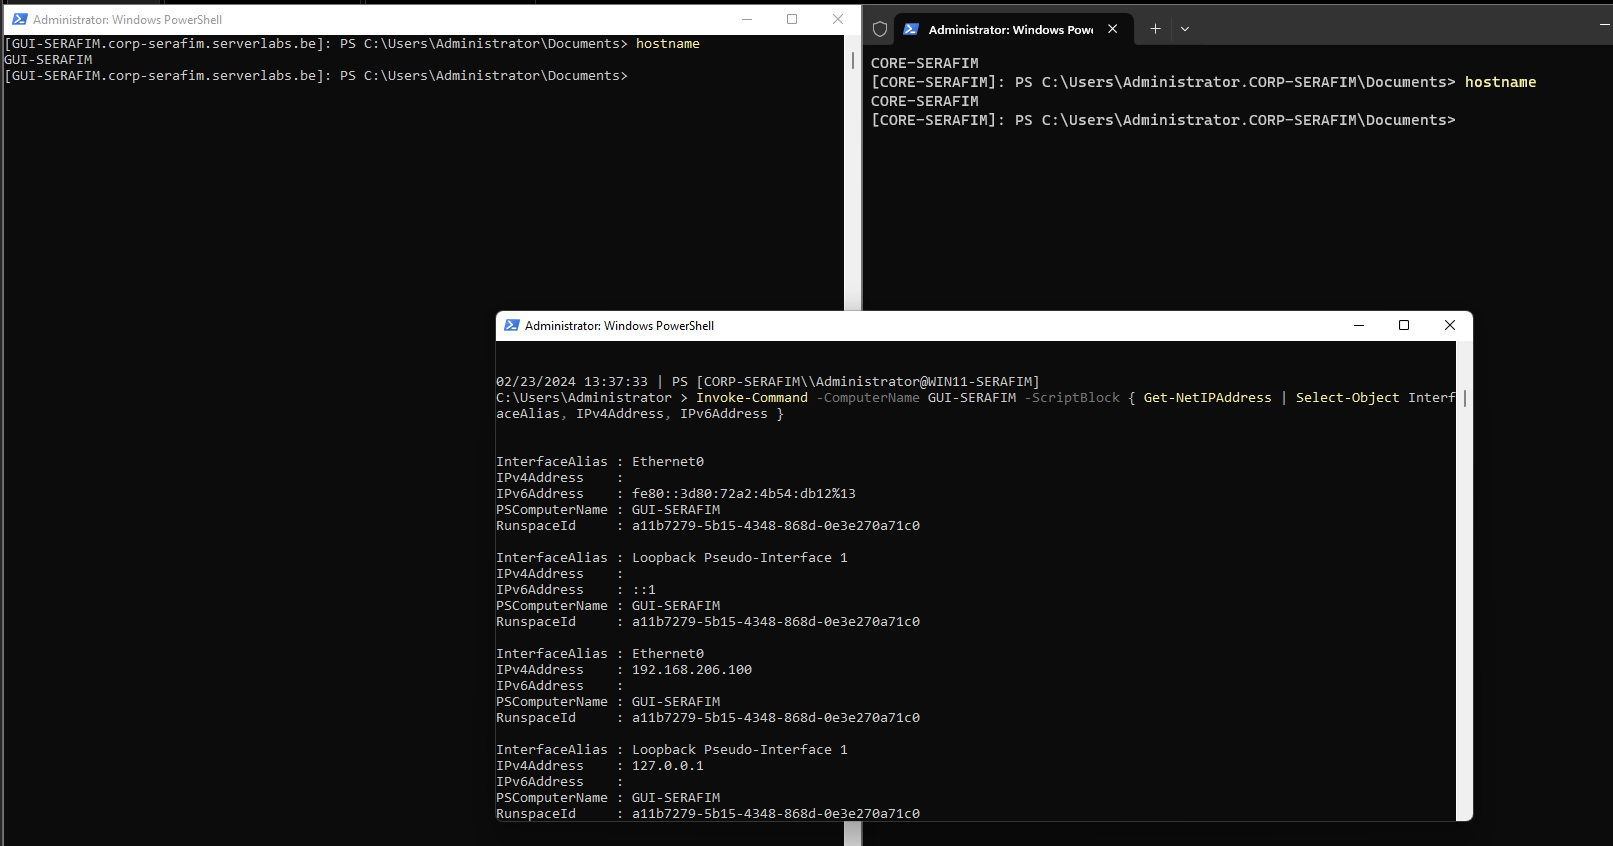 Administrator: Windows PowerShell
[GUI-SERAFIM.corp-serafim.serverlabs.be]: PS C:\Users\Administrator\Documents> hostname
GUI-SERAFIM
[GUI-SERAFIM.corp-serafim.serverlabs.be]: PS C:\Users\Administrator\Documents>
Administrator: Windows Pow
CORE-SERAFIM
[CORE-SERAFIM]: PS C:\Users\Administrator.CORP-SERAFIM\Documents> hostname
CORE-SERAFIM
[CORE-SERAFIM]: PS C:\Users\Administrator.CORP-SERAFIM\Documents>
Administrator: Windows PowerShell
02/23/2024 13:37:33 | PS [CORP-SERAFIM\\Administrator@WIN11-SERAFIM]
C:\Users\Administrator > Invoke-Command -ComputerName GUI-SERAFIM -ScriptBlock { Get-NetIPAddress | Select-Object Interf
aceAlias, IPv4Address, IPv6Address }
InterfaceAlias : Ethernet0
IPv4Address    :
IPv6Address    : fe80::3d80:72a2:4b54:db12%13
PSComputerName : GUI-SERAFIM
RunspaceId     : a11b7279-5b15-4348-868d-0e3e270a71c0
InterfaceAlias : Loopback Pseudo-Interface 1
IPv4Address    :
IPv6Address    : ::1
PSComputerName : GUI-SERAFIM
RunspaceId     : a11b7279-5b15-4348-868d-0e3e270a71c0
InterfaceAlias : Ethernet0
IPv4Address    : 192.168.206.100
IPv6Address    :
PSComputerName : GUI-SERAFIM
RunspaceId     : a11b7279-5b15-4348-868d-0e3e270a71c0
InterfaceAlias : Loopback Pseudo-Interface 1
IPv4Address    : 127.0.0.1
IPv6Address    :
PSComputerName : GUI-SERAFIM
RunspaceId     : a11b7279-5b15-4348-868d-0e3e270a71c0